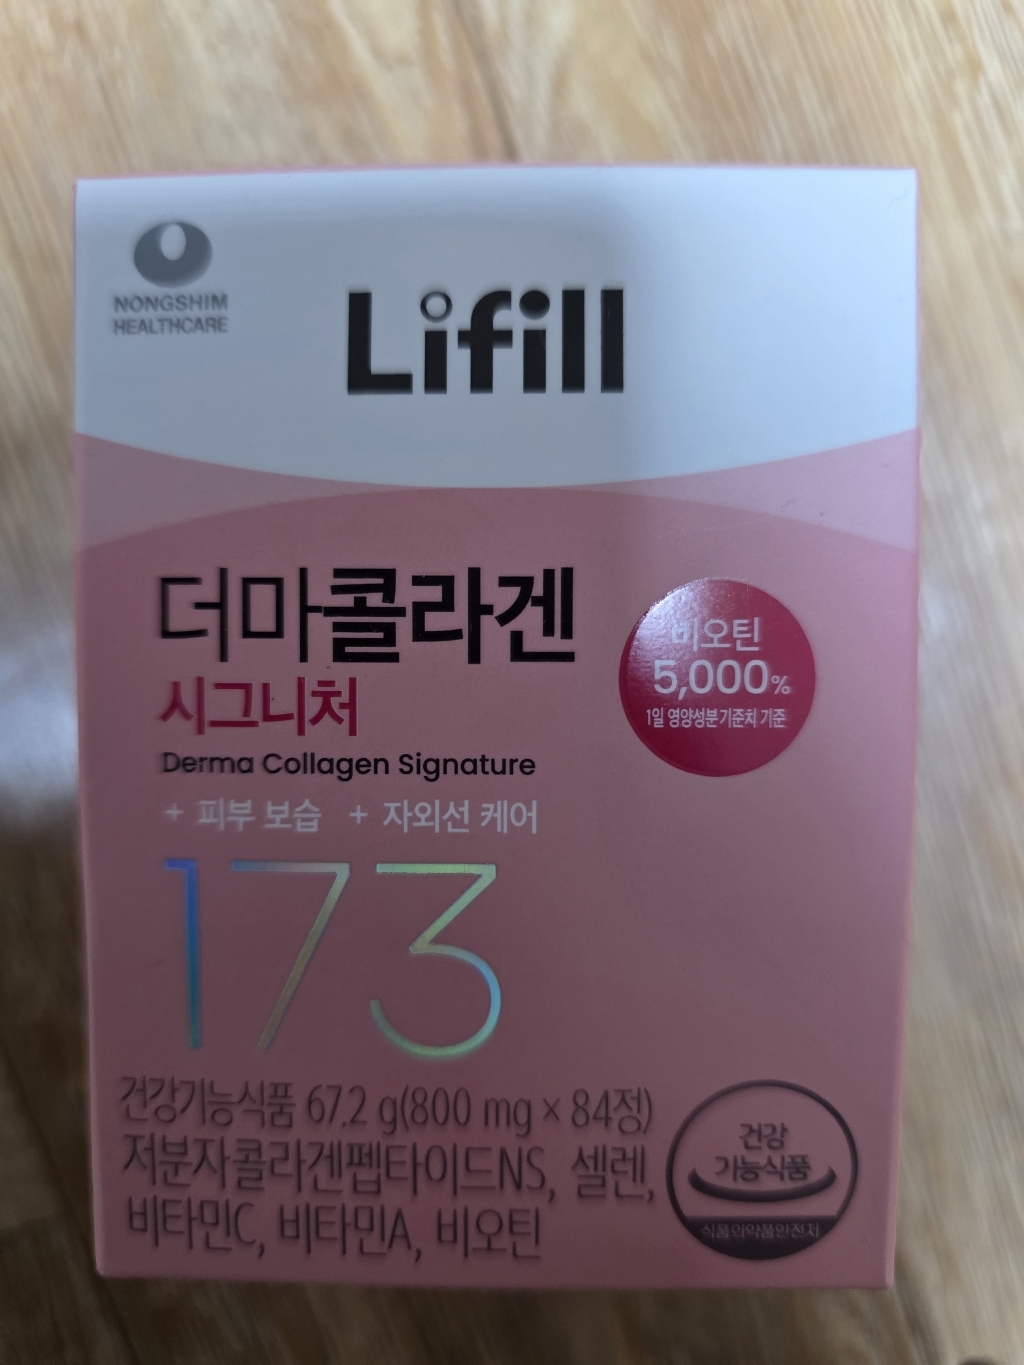 NONGSHIM
HEALTHCARE
Lifill
더마콜라겐
시그니처
Derma Collagen Signature
+ 피부 보습 + 자외선 케어
비오틴
5,000%
1일 영양성분기준치 기준
173
건강기능식품 67.2 g(800 mg × 84정)
저분자콜라겐펩타이드NS, 셀렌,
비타민C, 비타민A, 비오틴
건강
기능식품
식품의약품안전처